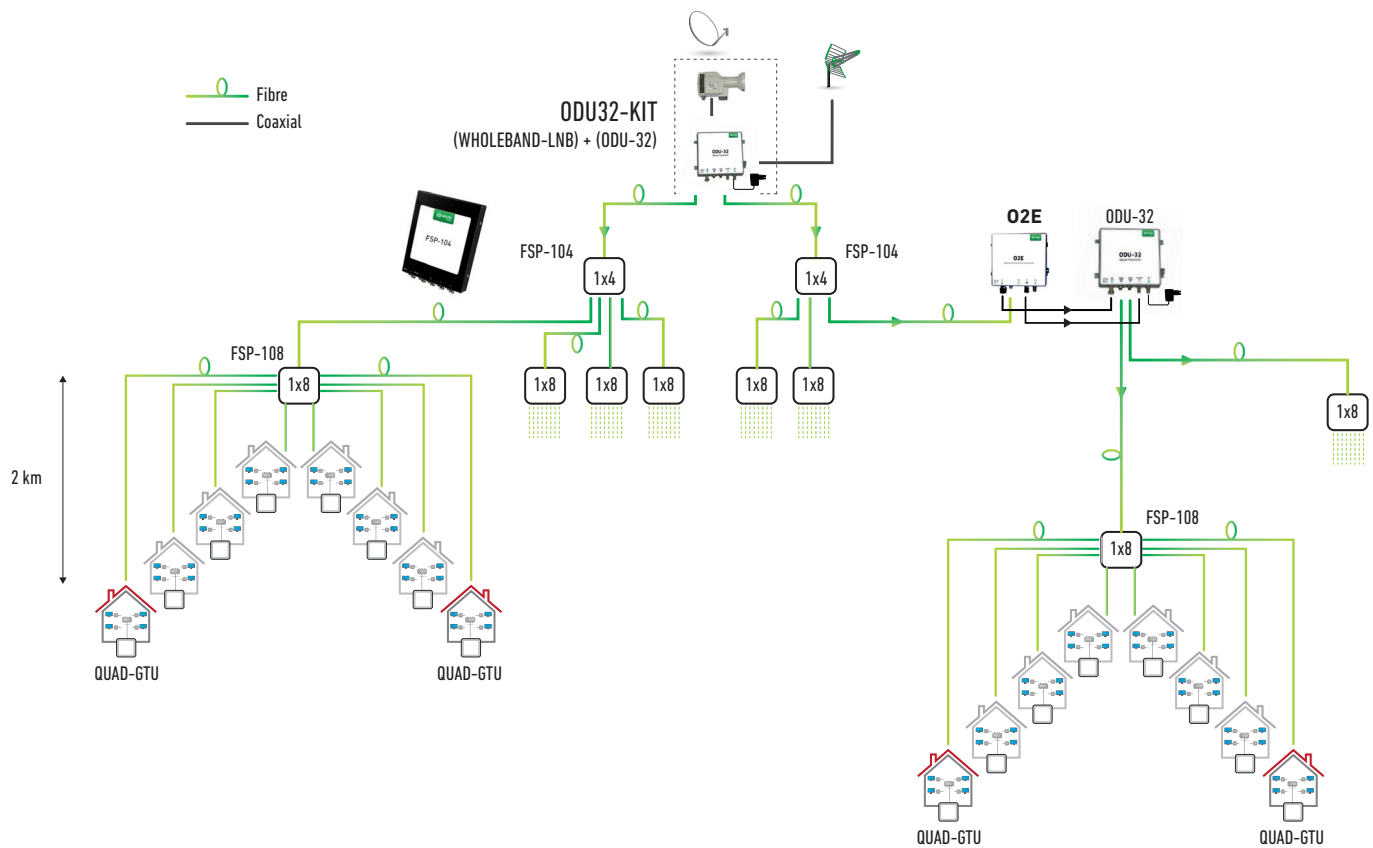 Fibre
Coaxial
ODU32-KIT
(WHOLEBAND-LNB) + (ODU-32)
ODU-32
FSP-104
FSP-104
1x4
FSP-104
1x4
O2E
O2E
ODU-32
ODU-32
FSP-108
1x8
1x8
1x8
1x8
1x8
1x8
1x8
2 km
QUAD-GTU
QUAD-GTU
FSP-108
1x8
QUAD-GTU
QUAD-GTU